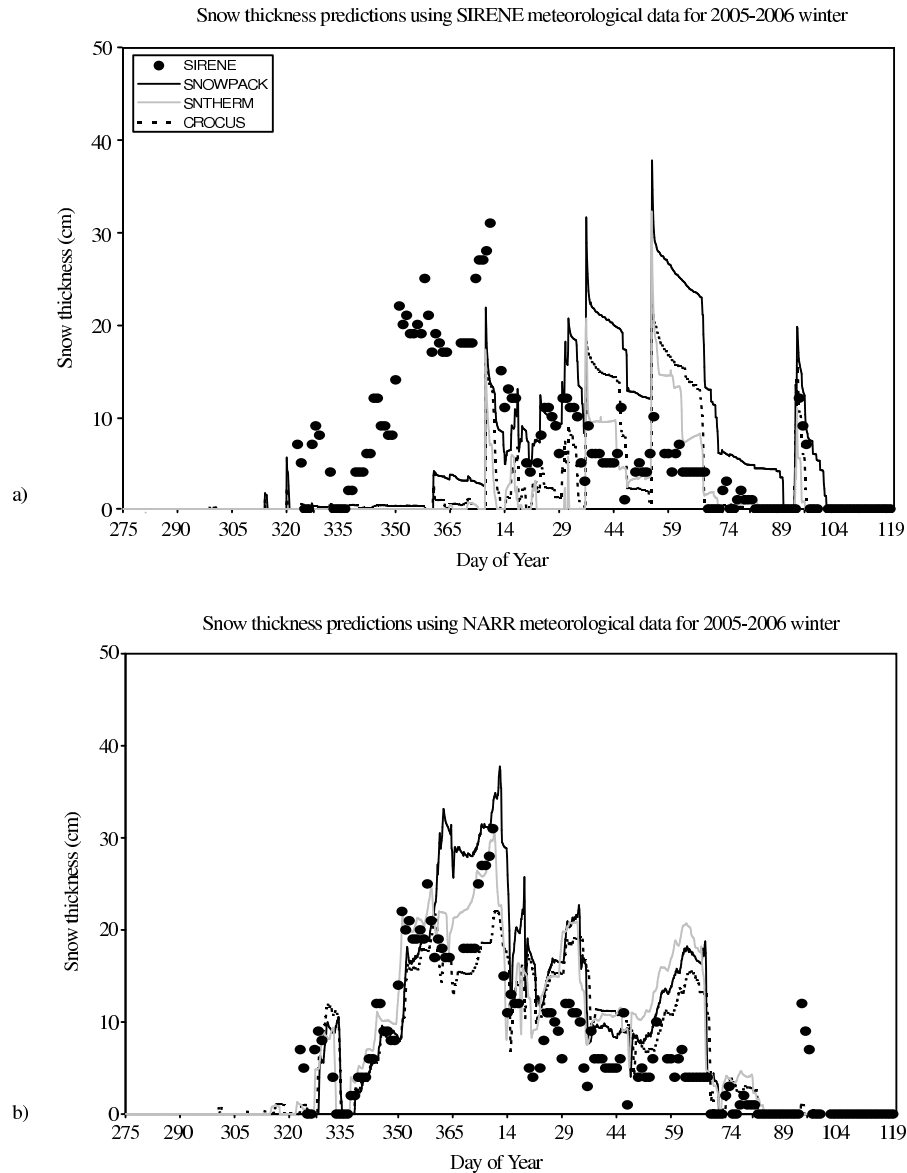 Snow thickness predictions using SIRENE meteorological data for 2005-2006 winter
50
SIRENE
SNOWPACK
SNTHERM
CROCUS
40
30
Snow thickness (cm)
20
10
a)
0
275 290 305 320 335 350 365 14 29 44 59 74 89 104 119
Day of Year
Snow thickness predictions using NARR meteorological data for 2005-2006 winter
50
40
30
Snow thickness (cm)
20
10
b)
0
275 290 305 320 335 350 365 14 29 44 59 74 89 104 119
Day of Year